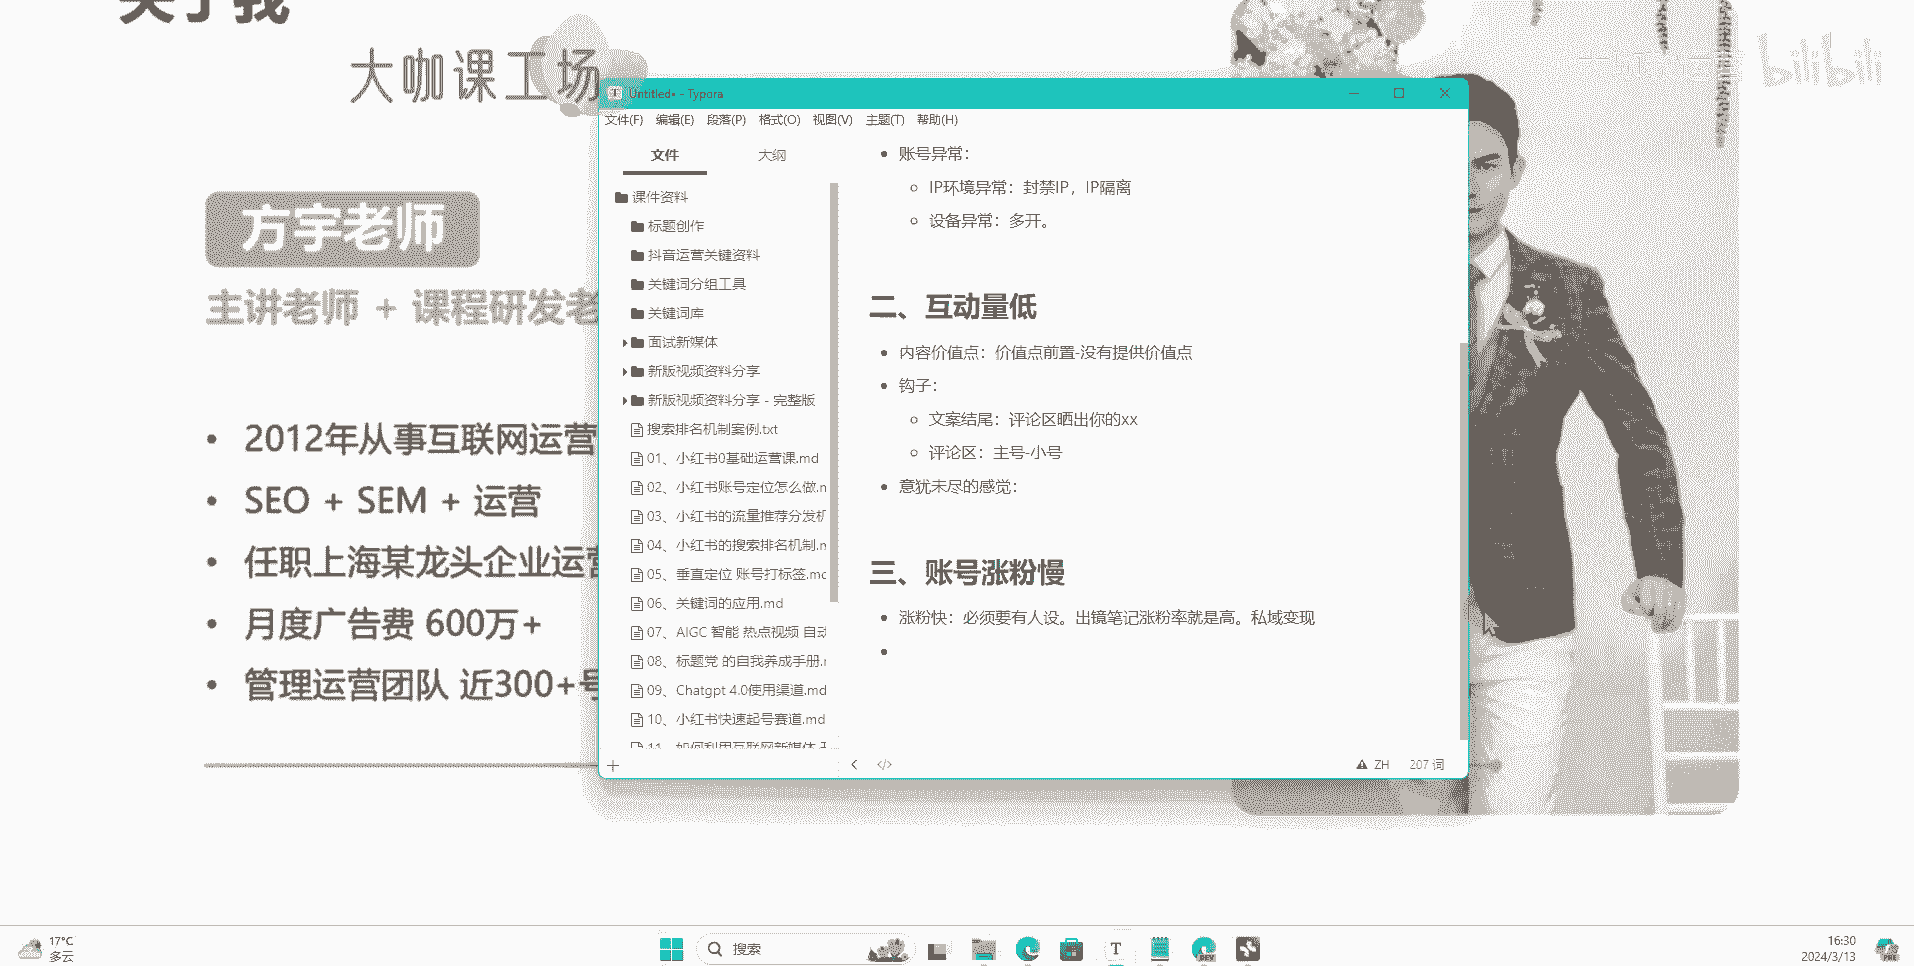 关于我
大咖课工场
bilibili
方宇老师
主讲老师 + 课程研发老
2012年从事互联网运营
SEO + SEM + 运营
任职上海某龙头企业运营
月度广告费 600万+
管理运营团队 近300+号
Untitled• - Typora
文件(F) 编辑(E) 段落(P) 格式(O) 视图(V) 主题(T) 帮助(H)
文件 大纲
课件资料
标题创作
抖音运营关键资料
关键词分组工具
关键词库
面试新媒体
新版视频资料分享
新版视频资料分享 - 完整版
搜索排名机制案例.txt
01、小红书0基础运营课.md
02、小红书账号定位怎么做.m
03、小红书的流量推荐分发机
04、小红书的搜索排名机制.m
05、垂直定位 账号打标签.md
06、关键词的应用.md
07、AIGC 智能 热点视频 自动
08、标题党 的自我养成手册.m
09、Chatgpt 4.0使用渠道.md
10、小红书快速起号赛道.md
11、如何利用互联网新媒体
账号异常：
IP环境异常：封禁IP，IP隔离
设备异常：多开。
二、互动量低
内容价值点：价值点前置-没有提供价值点
钩子：
文案结尾：评论区晒出你的xx
评论区：主号-小号
意犹未尽的感觉：
三、账号涨粉慢
涨粉快：必须要有人设。出镜笔记涨粉率就是高。私域变现
ZH 207 词
17°C
多云
搜索
16:30
2024/3/13